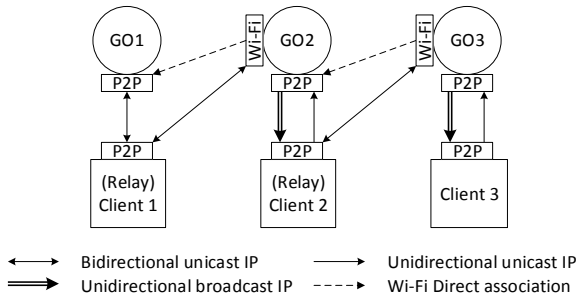 GO1
Wi-Fi
GO2
Wi-Fi
GO3
P2P
P2P
P2P
P2P
P2P
P2P
(Relay)
Client 1
(Relay)
Client 2
Client 3
Bidirectional unicast IP
Unidirectional unicast IP
Unidirectional broadcast IP
Wi-Fi Direct association